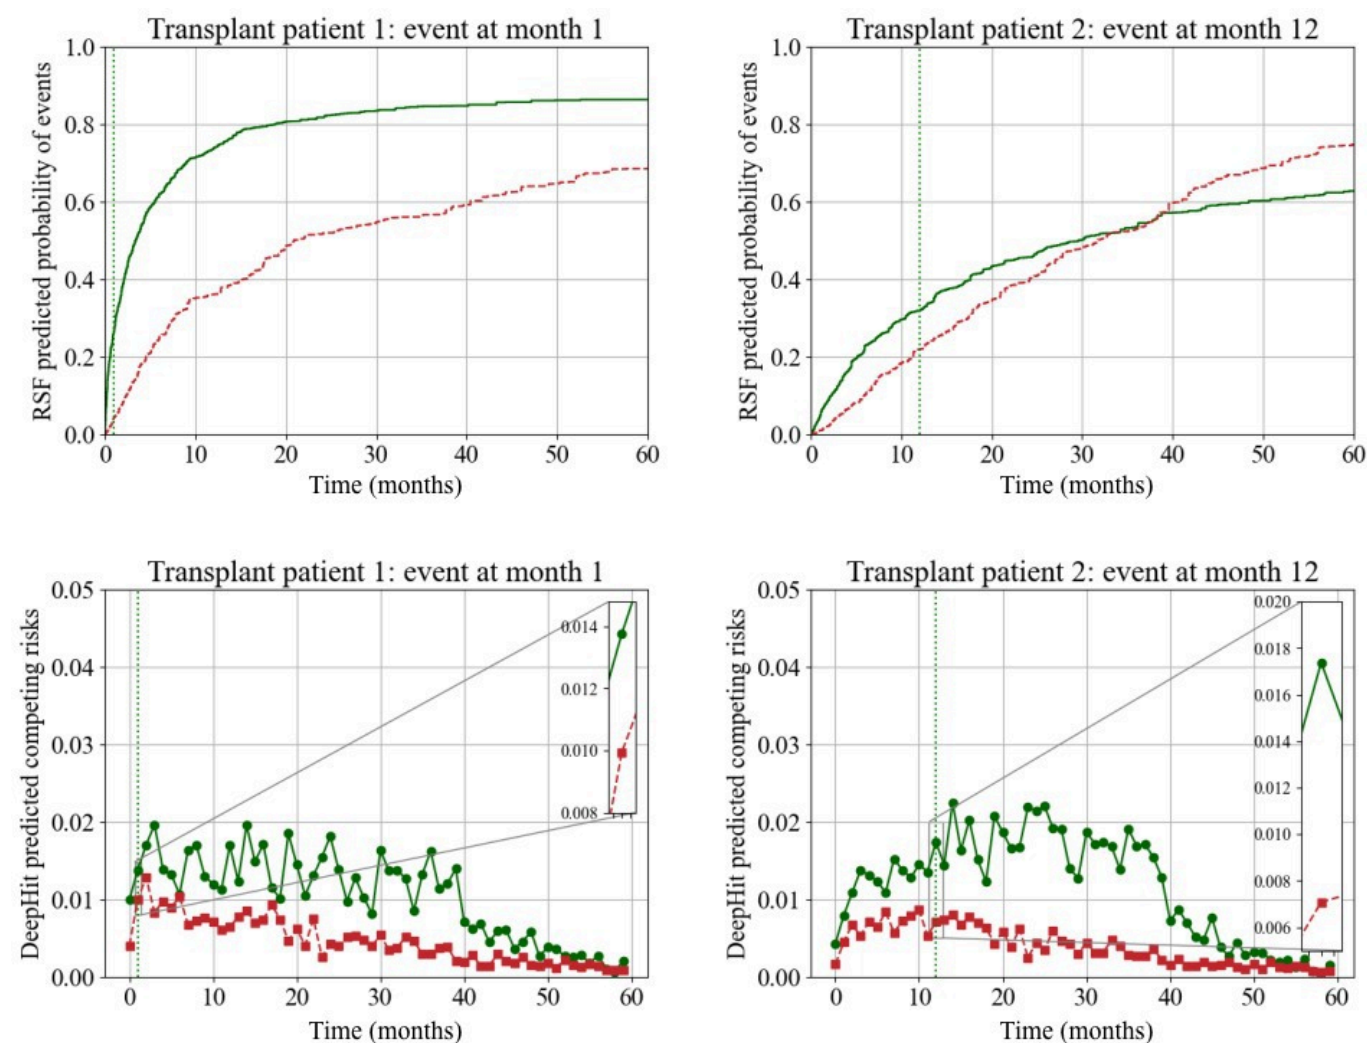 Transplant patient 1: event at month 1
RSF predicted probability of events
1.0
0.8
0.6
0.4
0.2
0.0
0 10 20 30 40 50 60
Time (months)
Transplant patient 2: event at month 12
RSF predicted probability of events
1.0
0.8
0.6
0.4
0.2
0.0
0 10 20 30 40 50 60
Time (months)
Transplant patient 1: event at month 1
DeepHit predicted competing risks
0.05
0.04
0.03
0.02
0.01
0.00
0.014
0.012
0.010
0.008
0 10 20 30 40 50 60
Time (months)
Transplant patient 2: event at month 12
DeepHit predicted competing risks
0.05
0.04
0.03
0.02
0.01
0.00
0.020
0.018
0.016
0.014
0.012
0.010
0.008
0.006
0 10 20 30 40 50 60
Time (months)